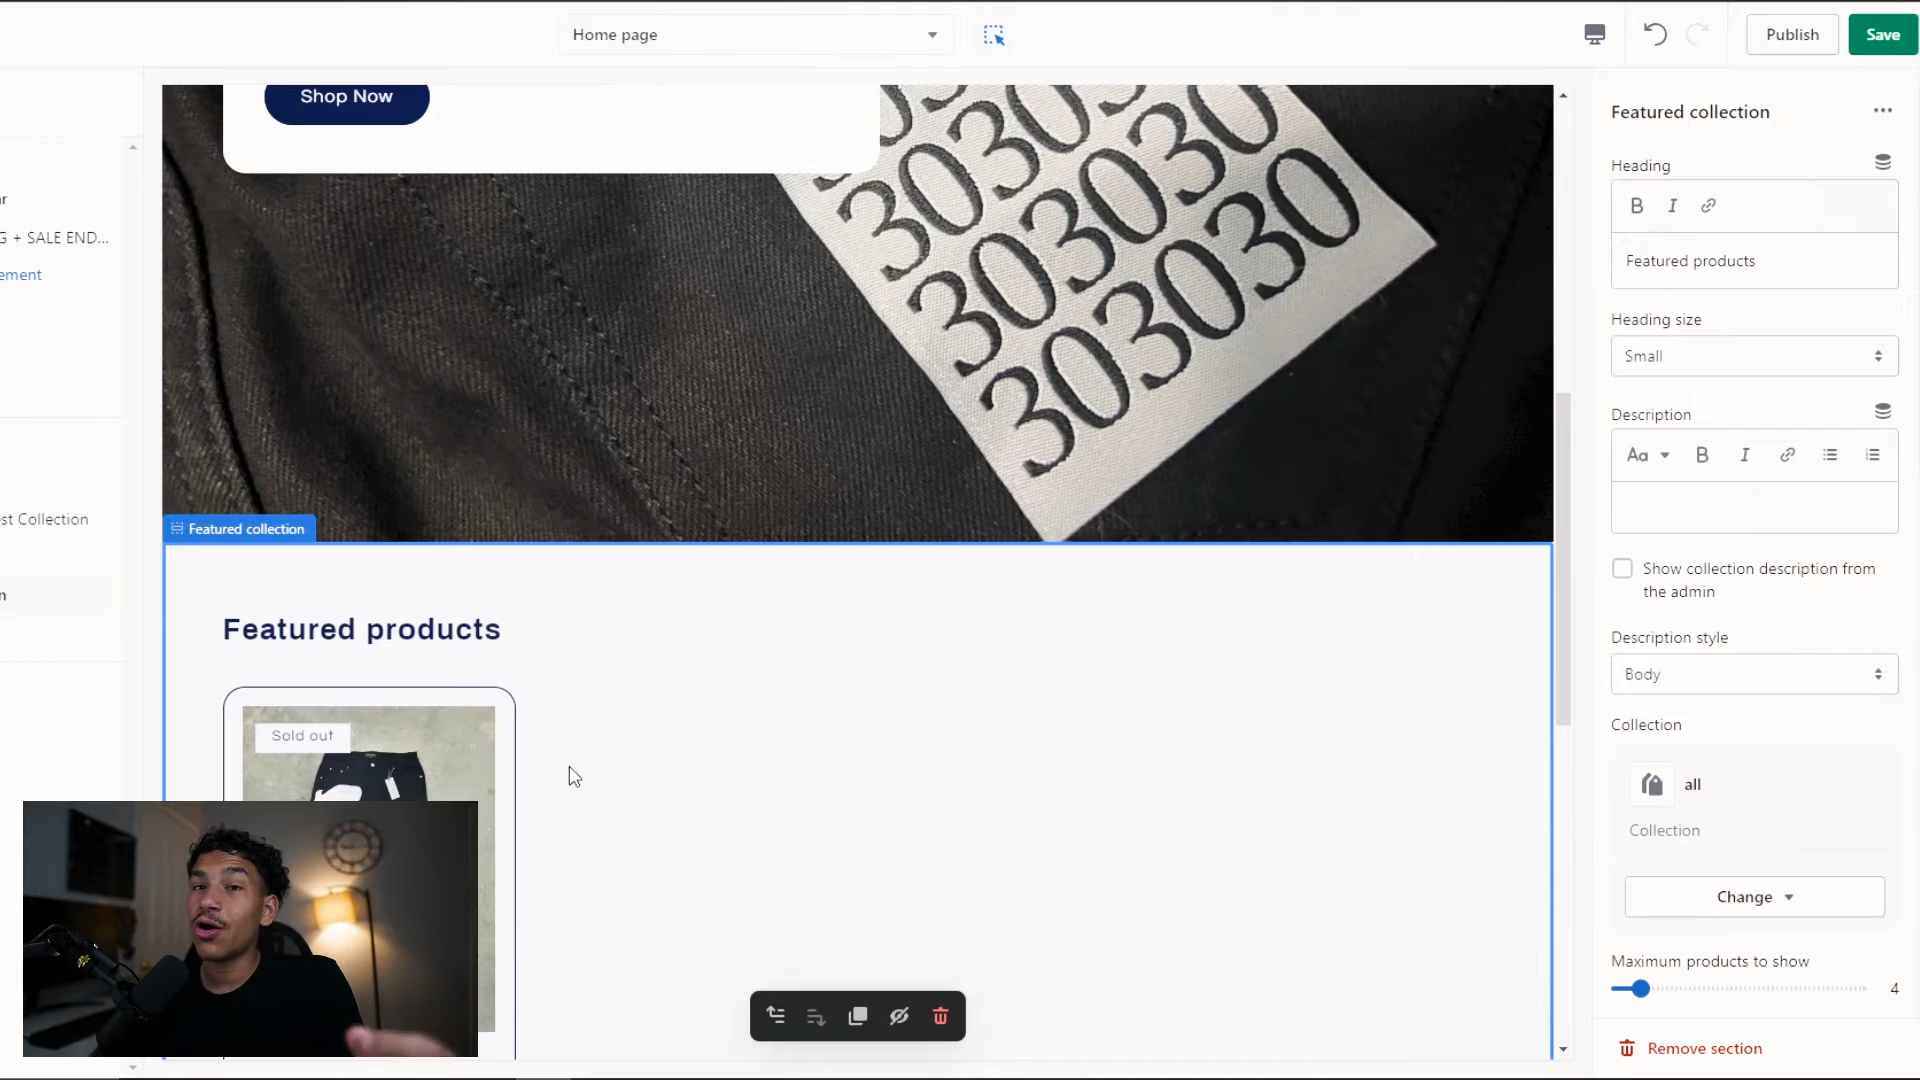 Home page
Publish
Save
Shop Now
303030
303030
303030
303030
r
G + SALE END...
ement
st Collection
n
Featured collection
Featured products
Sold out
Featured collection
Heading
B I
Featured products
Heading size
Small
Description
Aa B I
Show collection description from
the admin
Description style
Body
Collection
all
Collection
Change
Maximum products to show
4
Remove section